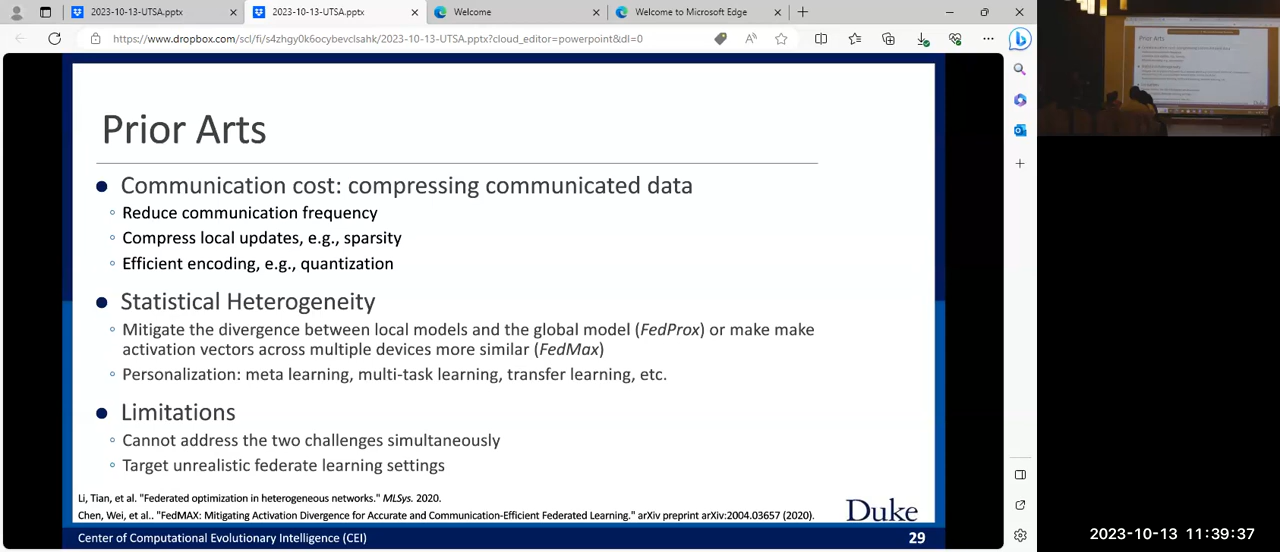 2023-10-13-UTSA.pptx
2023-10-13-UTSA.pptx
Welcome
Welcome to Microsoft Edge
https://www.dropbox.com/scl/fi/s4zhgy0k6ocybevclsahk/2023-10-13-UTSA.pptx?cloud_editor=powerpoint&dl=0
Prior Arts
Communication cost: compressing communicated data
Reduce communication frequency
Compress local updates, e.g., sparsity
Efficient encoding, e.g., quantization
Statistical Heterogeneity
Mitigate the divergence between local models and the global model (FedProx) or make make
activation vectors across multiple devices more similar (FedMax)
Personalization: meta learning, multi-task learning, transfer learning, etc.
Limitations
Cannot address the two challenges simultaneously
Target unrealistic federate learning settings
Li, Tian, et al. "Federated optimization in heterogeneous networks." MLSys. 2020.
Chen, Wei, et al.. "FedMAX: Mitigating Activation Divergence for Accurate and Communication-Efficient Federated Learning." arXiv preprint arXiv:2004.03657 (2020).
Duke
Center of Computational Evolutionary Intelligence (CEI)
29
Prior Arts
Duke
2023-10-13 11:39:37